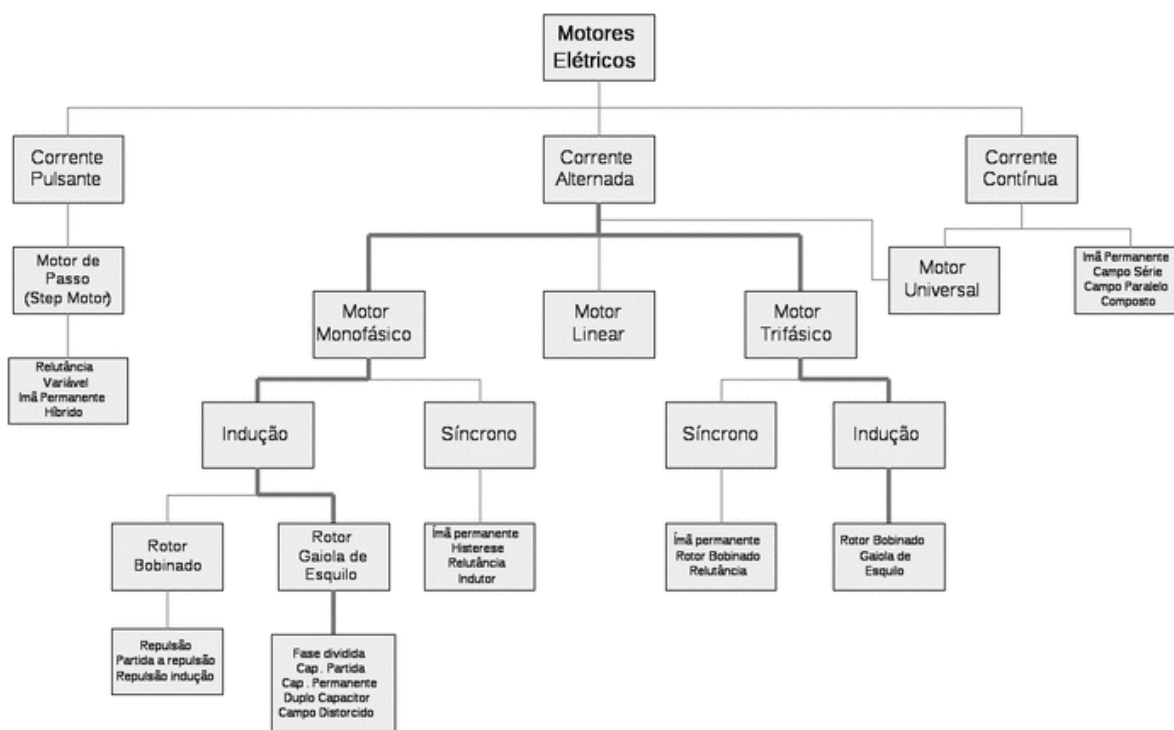 Motores
Elétricos
Corrente
Pulsante
Corrente
Alternada
Corrente
Contínua
Motor de
Passo
(Step Motor)
Motor
Universal
Imã Permanente
Campo Série
Campo Paralelo
Composto
Motor
Monofásico
Motor
Linear
Motor
Trifásico
Relutância
Variável
Imã Permanente
Híbrido
Indução
Síncrono
Síncrono
Indução
Rotor
Bobinado
Rotor
Gaiola de
Esquilo
Ímã permanente
Histerese
Relutância
Indutor
Ímã permanente
Rotor Bobinado
Relutância
Rotor Bobinado
Gaiola de
Esquilo
Repulsão
Partida a repulsão
Repulsão indução
Fase dividida
Cap . Partida
Cap . Permanente
Duplo Capacitor
Campo Distorcido